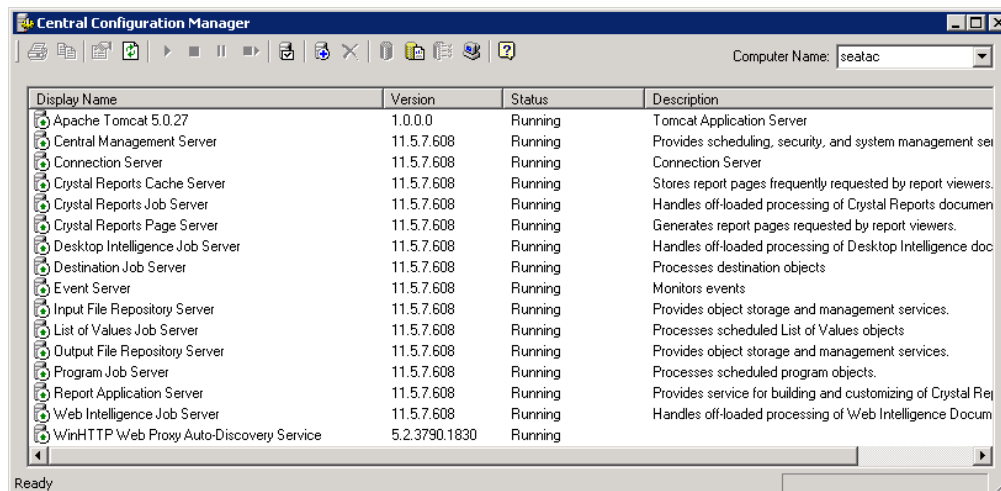 Central Configuration Manager
Computer Name: seatac
Display Name Version Status Description
Apache Tomcat 5.0.27 1.0.0.0 Running Tomcat Application Server
Central Management Server 11.5.7.608 Running Provides scheduling, security, and system management ser
Connection Server 11.5.7.608 Running Connection Server
Crystal Reports Cache Server 11.5.7.608 Running Stores report pages frequently requested by report viewers.
Crystal Reports Job Server 11.5.7.608 Running Handles off-loaded processing of Crystal Reports documen
Crystal Reports Page Server 11.5.7.608 Running Generates report pages requested by report viewers.
Desktop Intelligence Job Server 11.5.7.608 Running Handles off-loaded processing of Desktop Intelligence doc
Destination Job Server 11.5.7.608 Running Processes destination objects
Event Server 11.5.7.608 Running Monitors events
Input File Repository Server 11.5.7.608 Running Provides object storage and management services.
List of Values Job Server 11.5.7.608 Running Processes scheduled List of Values objects
Output File Repository Server 11.5.7.608 Running Provides object storage and management services.
Program Job Server 11.5.7.608 Running Processes scheduled program objects.
Report Application Server 11.5.7.608 Running Provides service for building and customizing of Crystal Rep
Web Intelligence Job Server 11.5.7.608 Running Handles off-loaded processing of Web Intelligence Docum
WinHTTP Web Proxy Auto-Discovery Service 5.2.3790.1830 Running
Ready